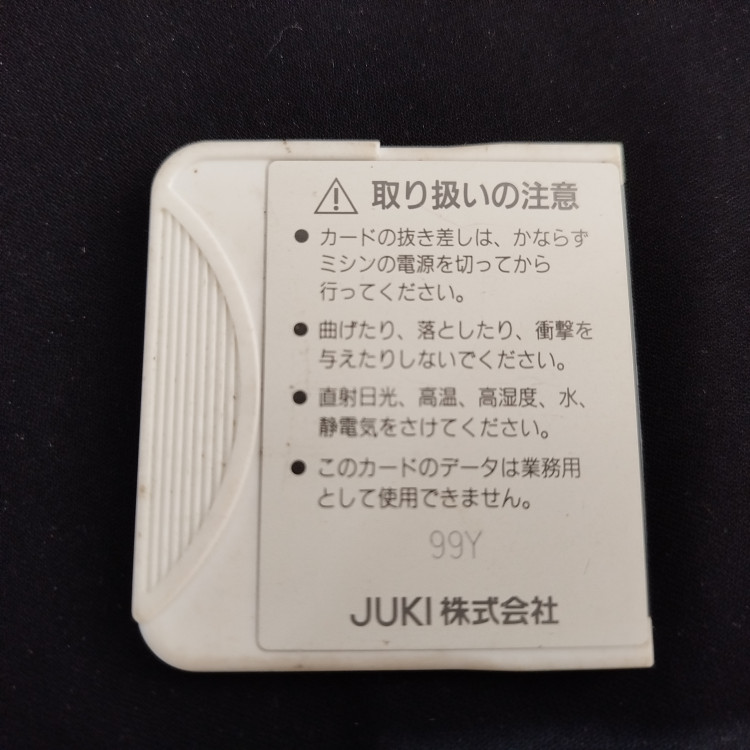 取り扱いの注意
● カードの抜き差しは、かならず
ミシンの電源を切ってから
行ってください。
● 曲げたり、落としたり、衝撃を
与えたりしないでください。
● 直射日光、高温、高湿度、水、
静電気をさけてください。
● このカードのデータは業務用
として使用できません。
99Y
JUKI 株式会社